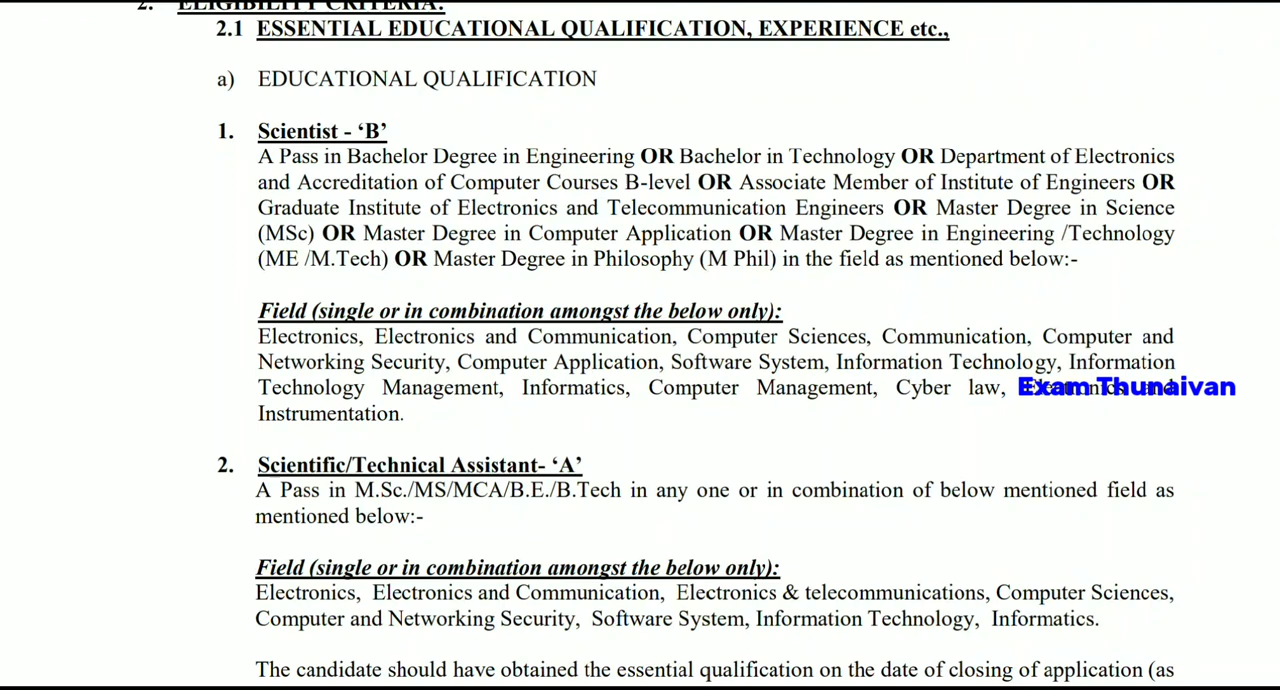 2. ELIGIBILITY CRITERIA:
2.1 ESSENTIAL EDUCATIONAL QUALIFICATION, EXPERIENCE etc.,
a) EDUCATIONAL QUALIFICATION
1. Scientist - ‘B’
A Pass in Bachelor Degree in Engineering OR Bachelor in Technology OR Department of Electronics
and Accreditation of Computer Courses B-level OR Associate Member of Institute of Engineers OR
Graduate Institute of Electronics and Telecommunication Engineers OR Master Degree in Science
(MSc) OR Master Degree in Computer Application OR Master Degree in Engineering /Technology
(ME /M.Tech) OR Master Degree in Philosophy (M Phil) in the field as mentioned below:-
Field (single or in combination amongst the below only):
Electronics, Electronics and Communication, Computer Sciences, Communication, Computer and
Networking Security, Computer Application, Software System, Information Technology, Information
Technology Management, Informatics, Computer Management, Cyber law, Exam Thunaivan
Instrumentation.
2. Scientific/Technical Assistant- ‘A’
A Pass in M.Sc./MS/MCA/B.E./B.Tech in any one or in combination of below mentioned field as
mentioned below:-
Field (single or in combination amongst the below only):
Electronics, Electronics and Communication, Electronics & telecommunications, Computer Sciences,
Computer and Networking Security, Software System, Information Technology, Informatics.
The candidate should have obtained the essential qualification on the date of closing of application (as